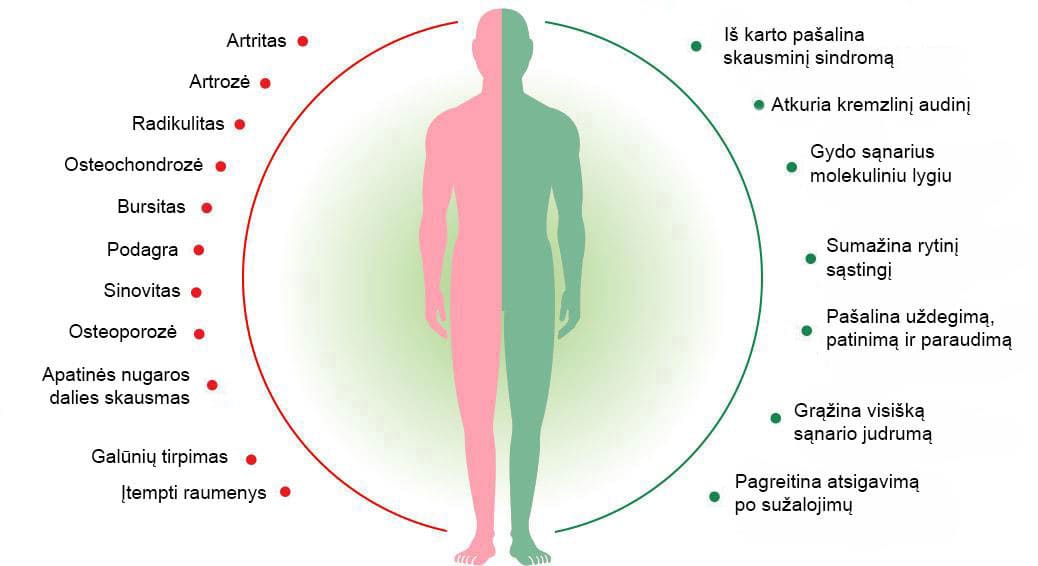 Artritas
Artrozė
Radikulitas
Osteochondrozė
Bursitas
Podagra
Sinovitas
Osteoporozė
Apatinės nugaros
dalies skausmas
Galūnių tirpimas
Įtempti raumenys
Iš karto pašalina
skausminį sindromą
Atkuria kremzlinį audinį
Gydo sąnarius
molekuliniu lygiu
Sumažina rytinį
sąstingį
Pašalina uždegimą,
patinimą ir paraudimą
Grąžina visišką
sąnario judrumą
Pagreitina atsigavimą
po sužalojimų